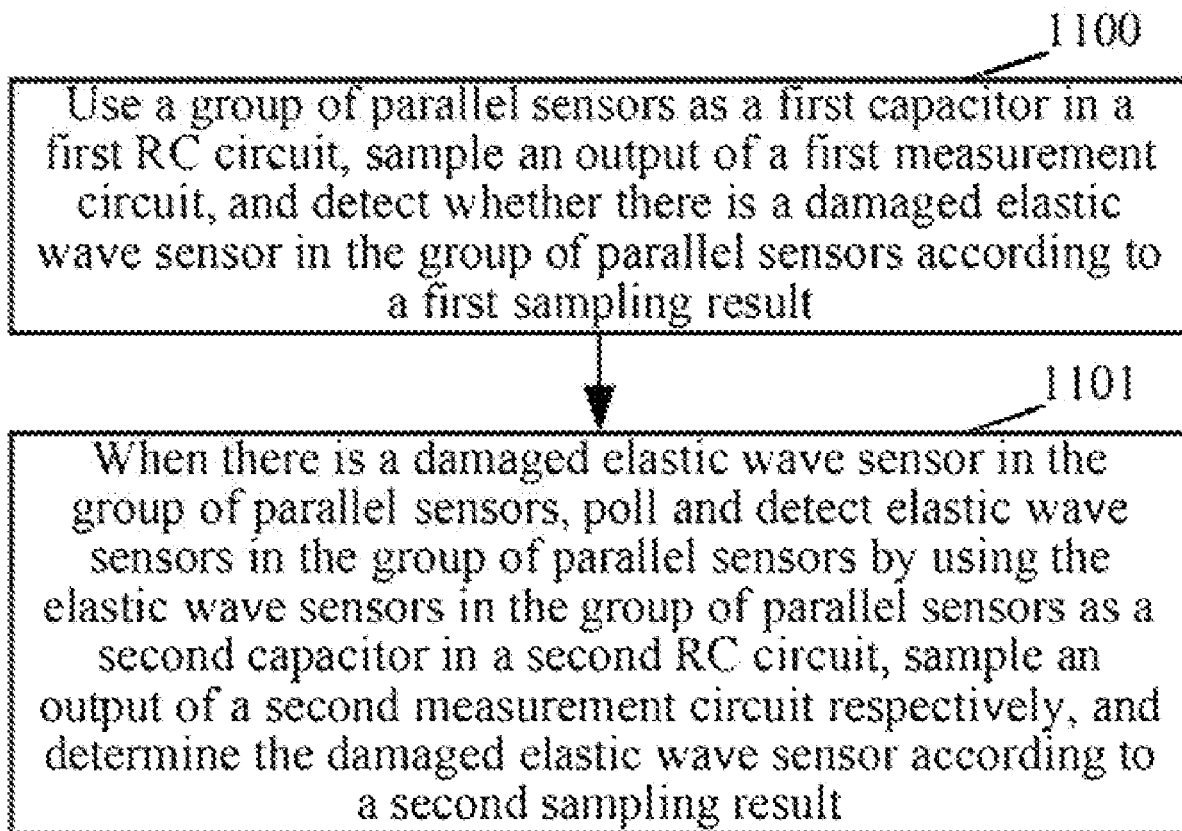 1100
Use a group of parallel sensors as a first capacitor in a
first RC circuit, sample an output of a first measurement
circuit, and detect whether there is a damaged elastic
wave sensor in the group of parallel sensors according to
a first sampling result
1101
When there is a damaged elastic wave sensor in the
group of parallel sensors, poll and detect elastic wave
sensors in the group of parallel sensors by using the
elastic wave sensors in the group of parallel sensors as a
second capacitor in a second RC circuit, sample an
output of a second measurement circuit respectively, and
determine the damaged elastic wave sensor according to
a second sampling result